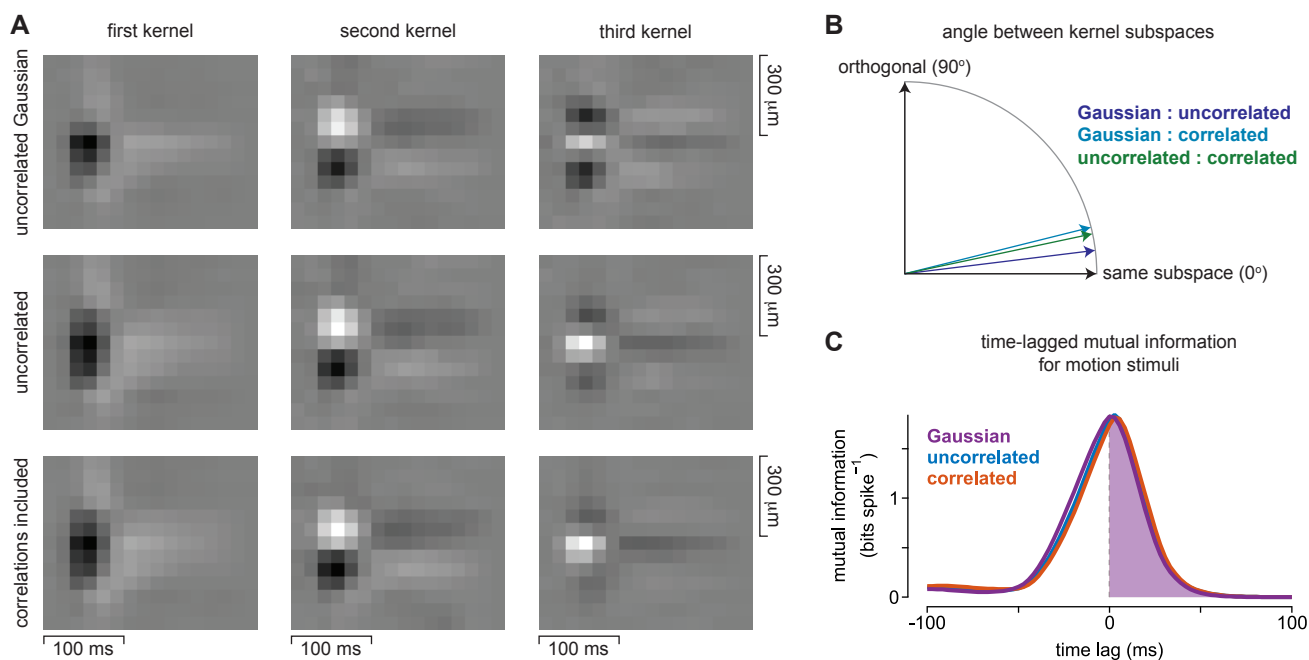 A
first kernel
second kernel
third kernel
uncorrelated Gaussian
300 μm
uncorrelated
300 μm
correlations included
300 μm
100 ms
100 ms
100 ms
B
angle between kernel subspaces
orthogonal (90°)
Gaussian : uncorrelated
Gaussian : correlated
uncorrelated : correlated
same subspace (0°)
C
time-lagged mutual information
for motion stimuli
Gaussian
uncorrelated
correlated
mutual information
(bits spike⁻¹)
1
0
-100
0
100
time lag (ms)